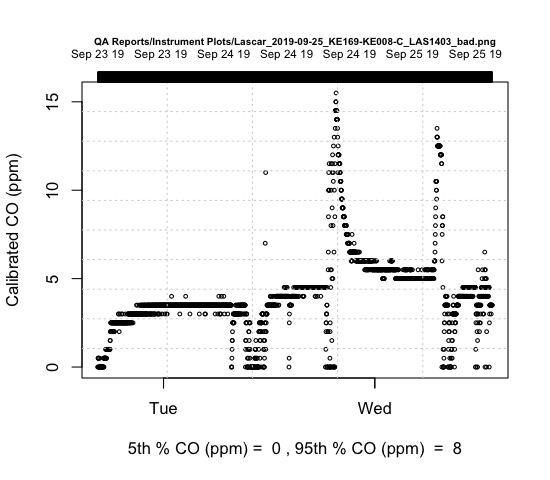 QA Reports/Instrument Plots/Lascar_2019-09-25_KE169-KE008-C_LAS1403_bad.png
Sep 23 19 Sep 23 19 Sep 24 19 Sep 24 19 Sep 24 19 Sep 25 19 Sep 25 19
Calibrated CO (ppm)
15
10
5
0
Tue Wed
5th % CO (ppm) = 0 , 95th % CO (ppm) = 8